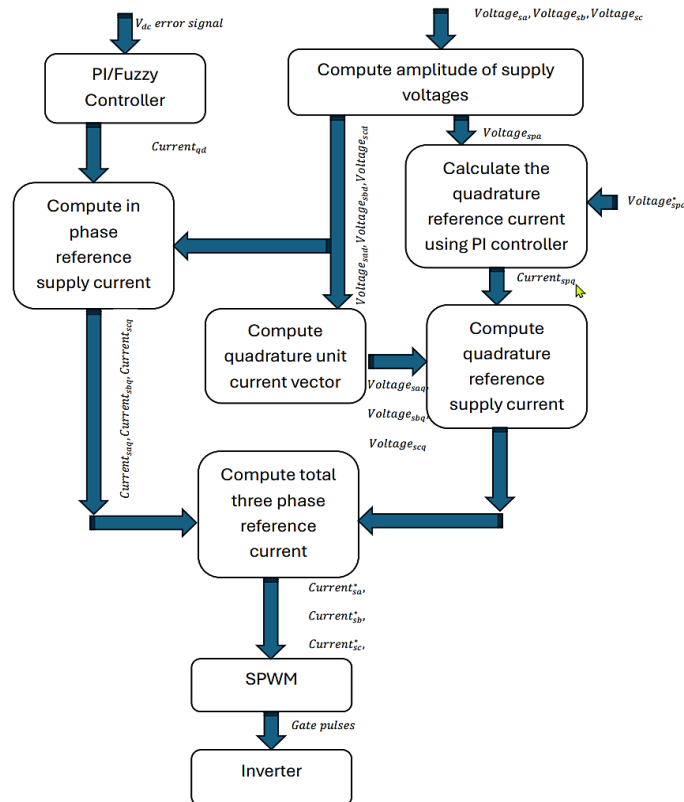 V_dc error signal
Voltage_sa, Voltage_sb, Voltage_sc
PI/Fuzzy
Controller
Compute amplitude of supply
voltages
Current_qd
Voltage_sad, Voltage_sbd, Voltage_scd
Voltage_spa
Calculate the
quadrature
reference current
using PI controller
Voltage*_spa
Compute in
phase
reference
supply current
Current_spq
Compute
quadrature unit
current vector
Voltage_saq,
Voltage_sbq,
Voltage_scq
Compute
quadrature
reference
supply current
Current_saq, Current_sbq, Current_scq
Compute total
three phase
reference
current
Current*_sa,
Current*_sb,
Current*_sc,
SPWM
Gate pulses
Inverter